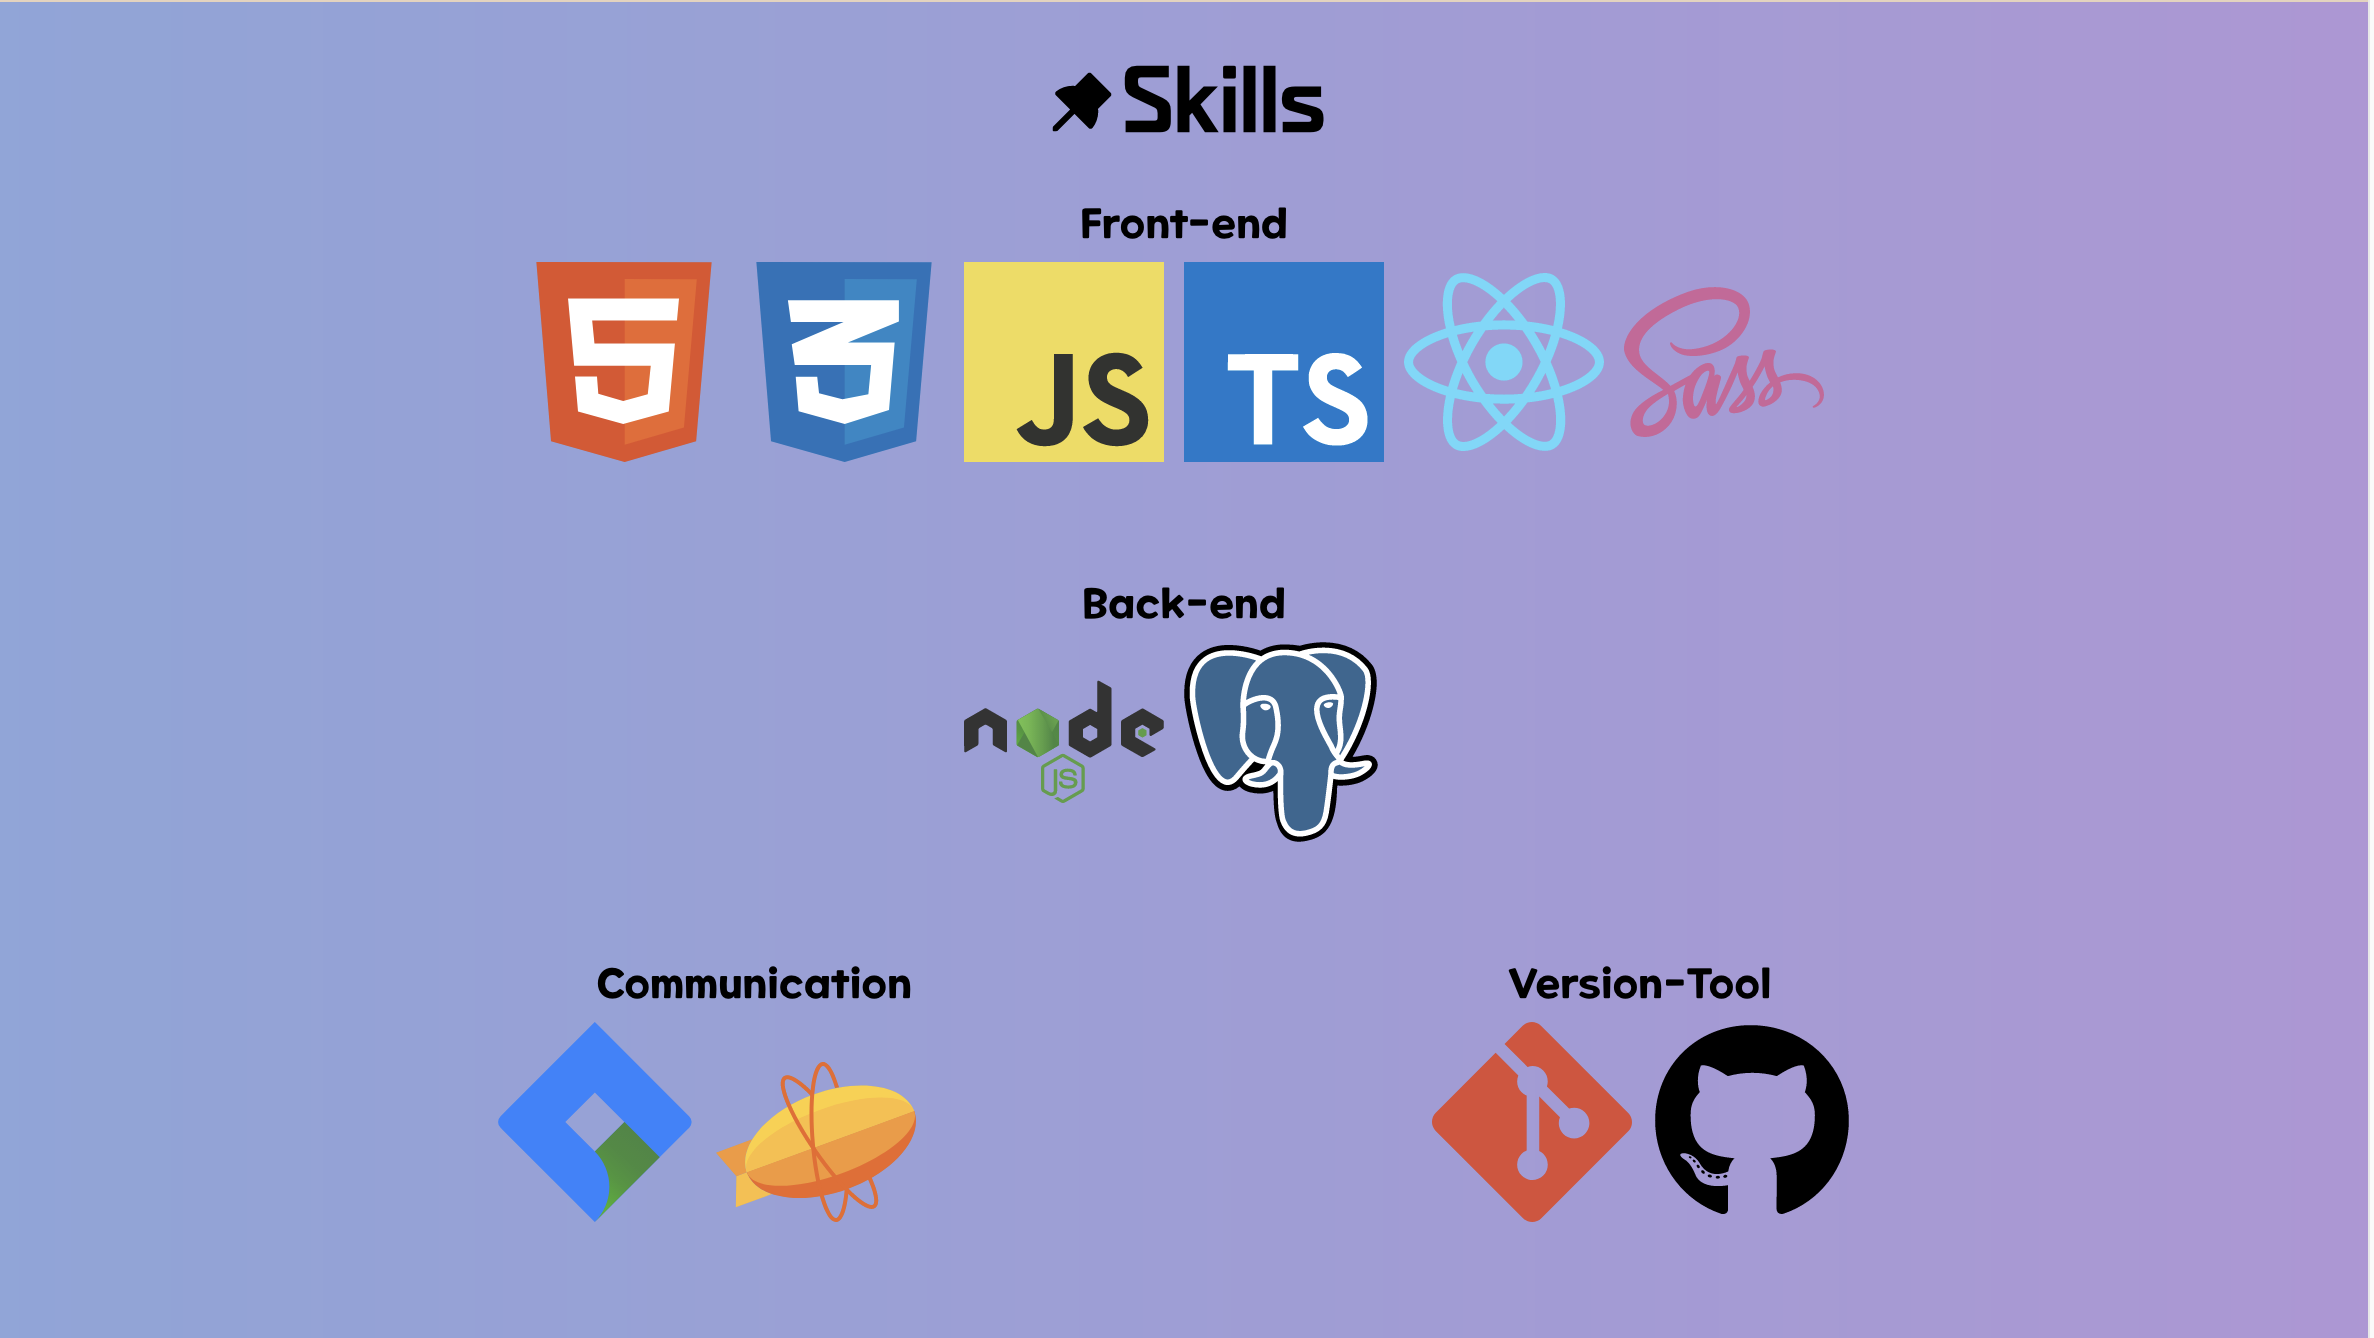 Skills
Front-end
5
3
JS
TS
Sass
Back-end
node
JS
Communication
Version-Tool